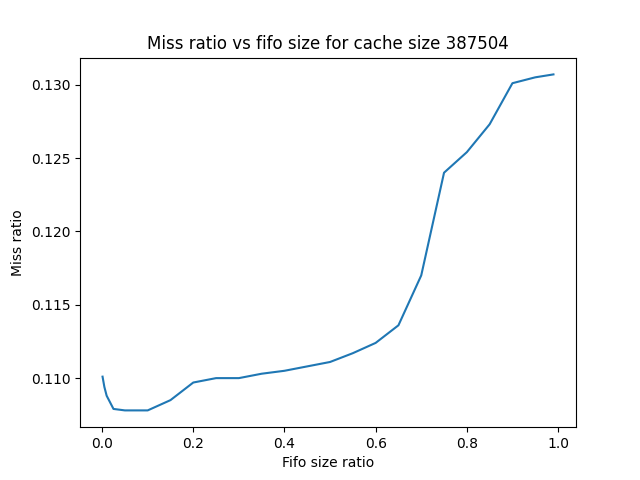 Miss ratio vs fifo size for cache size 387504
0.130
0.125
0.120
0.115
0.110
Miss ratio
0.0 0.2 0.4 0.6 0.8 1.0
Fifo size ratio